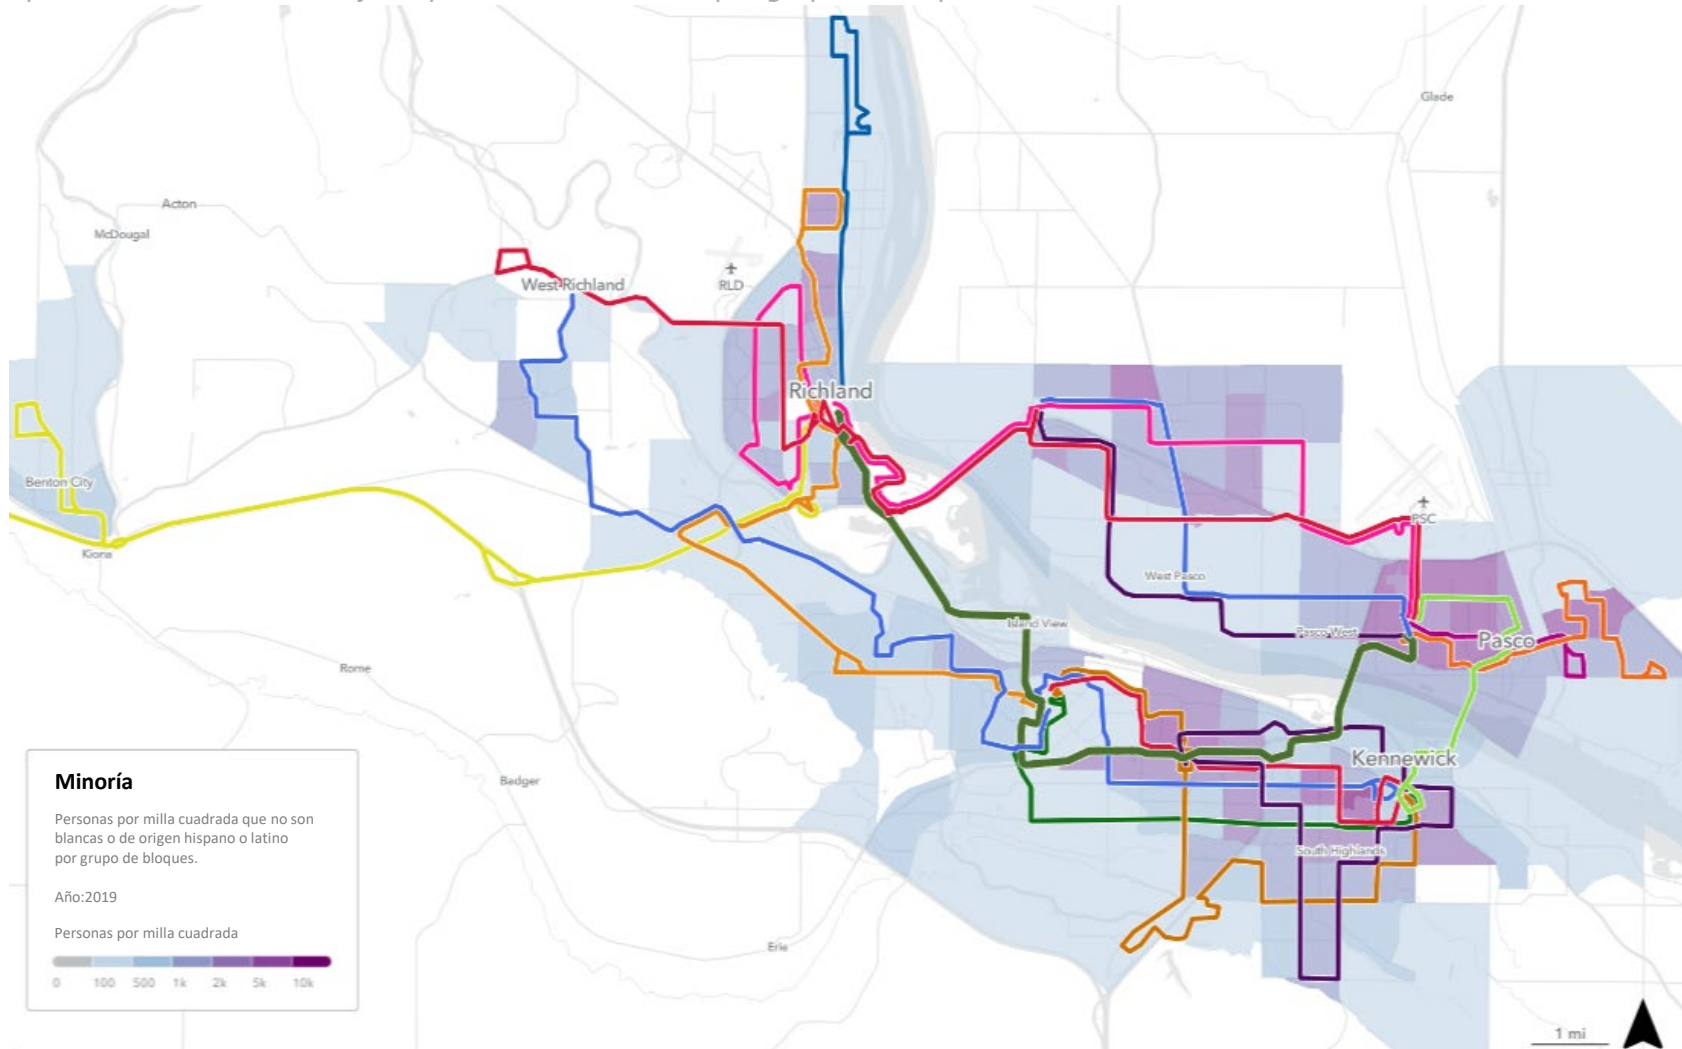 Glade
Acton
McDougal
West Richland
RLD
Richland
Benton City
PSC
Kiona
West Pasco
Island View
Pasco West
Pasco
Rome
Kennewick
Badger
South Highlands
Erie
Minoría
Personas por milla cuadrada que no son
blancas o de origen hispano o latino
por grupo de bloques.
Año:2019
Personas por milla cuadrada
0 100 500 1k 2k 5k 10k
1 mi